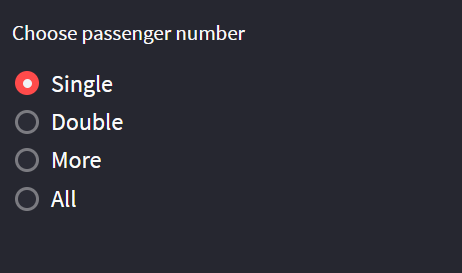 Choose passenger number
Single
Double
More
All